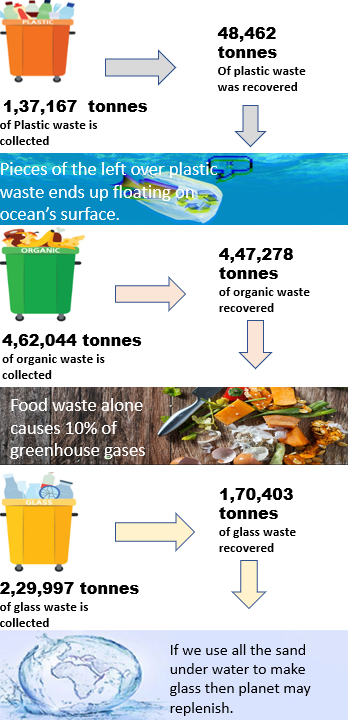 PLASTIC
48,462
tonnes
Of plastic waste
was recovered
1,37,167 tonnes
of Plastic waste is
collected
Pieces of the left over plastic
waste ends up floating on
ocean's surface.
ORGANIC
4,47,278
tonnes
of organic waste
recovered
4,62,044 tonnes
of organic waste is
collected
Food waste alone
causes 10% of
greenhouse gases
GLASS
1,70,403
tonnes
of glass waste
recovered
2,29,997 tonnes
of glass waste is
collected
If we use all the sand
under water to make
glass then planet may
replenish.